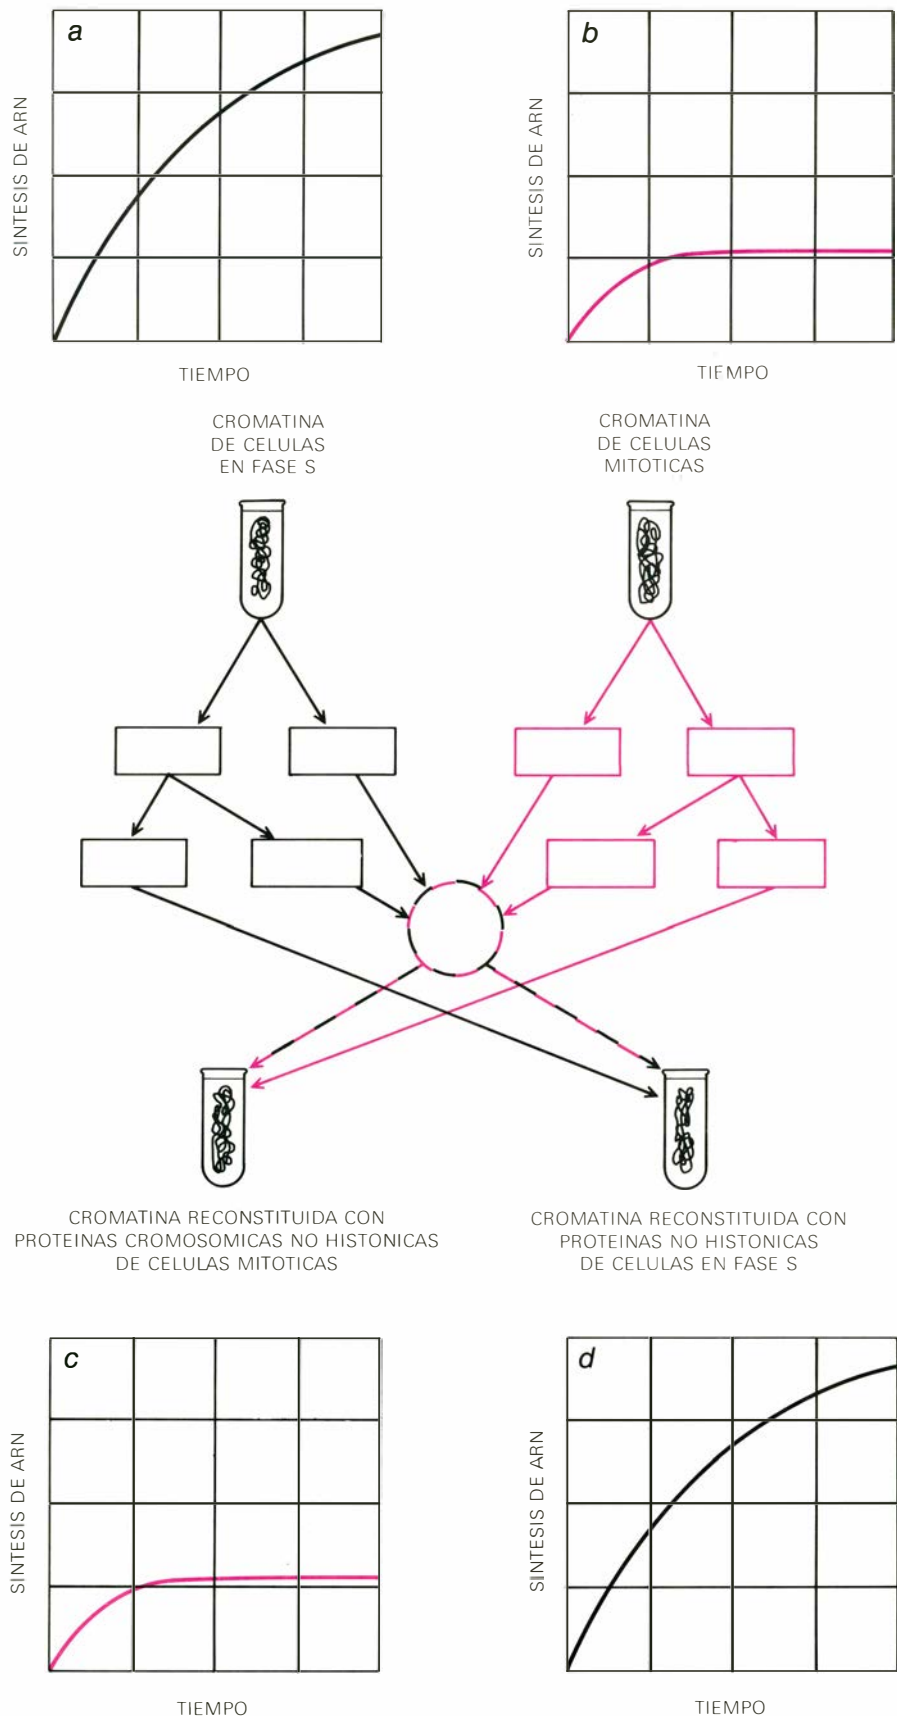 a
SINTESIS DE ARN
TIEMPO
b
SINTESIS DE ARN
TIEMPO
CROMATINA
DE CELULAS
EN FASE S
CROMATINA
DE CELULAS
MITOTICAS
CROMATINA RECONSTITUIDA CON
PROTEINAS CROMOSOMICAS NO HISTONICAS
DE CELULAS MITOTICAS
CROMATINA RECONSTITUIDA CON
PROTEINAS NO HISTONICAS
DE CELULAS EN FASE S
c
SINTESIS DE ARN
TIEMPO
d
SINTESIS DE ARN
TIEMPO